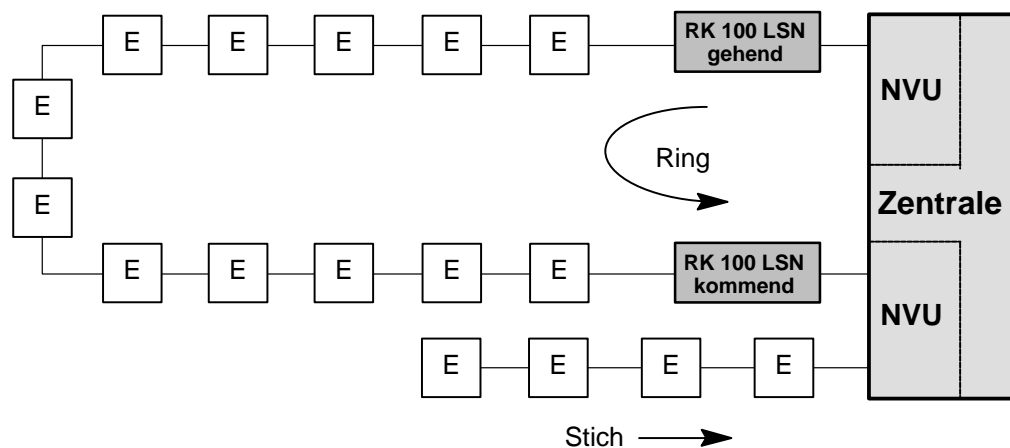 E E E E E RK 100 LSN
gehend
NVU
E
Ring
E
Zentrale
E E E E E RK 100 LSN
kommend
NVU
E E E E
Stich